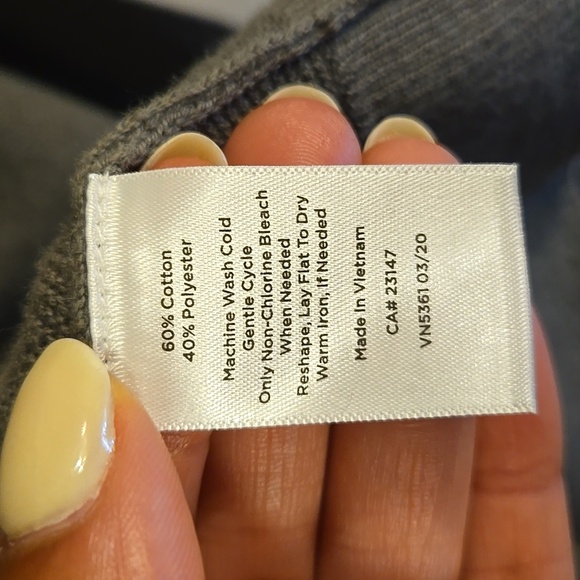 60% Cotton
40% Polyester
Machine Wash Cold
Gentle Cycle
Only Non-Chlorine Bleach
When Needed
Reshape, Lay Flat To Dry
Warm Iron, If Needed
Made In Vietnam
CA# 23147
VN5361 03/20